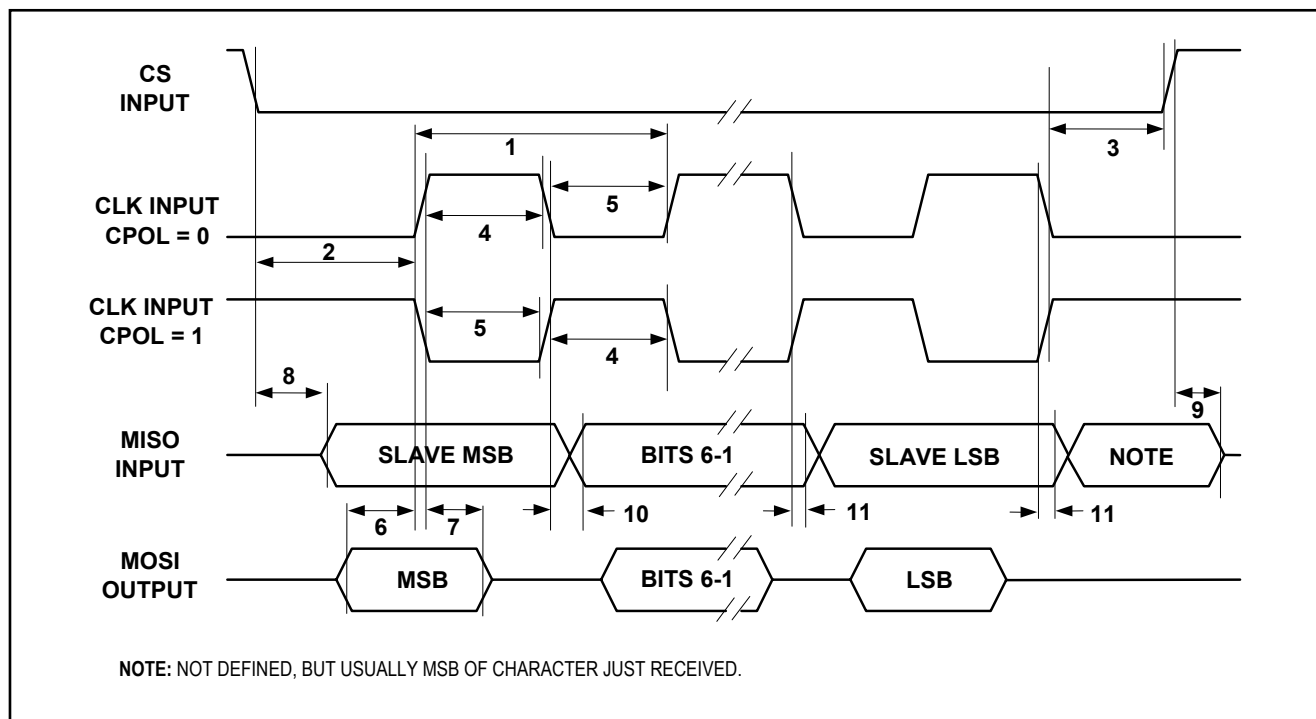 CS
INPUT
1
3
CLK INPUT
CPOL = 0
5
4
2
CLK INPUT
CPOL = 1
5
4
8
9
MISO
INPUT
SLAVE MSB
BITS 6-1
SLAVE LSB
NOTE
6
7
10
11
11
MOSI
OUTPUT
MSB
BITS 6-1
LSB
NOTE: NOT DEFINED, BUT USUALLY MSB OF CHARACTER JUST RECEIVED.